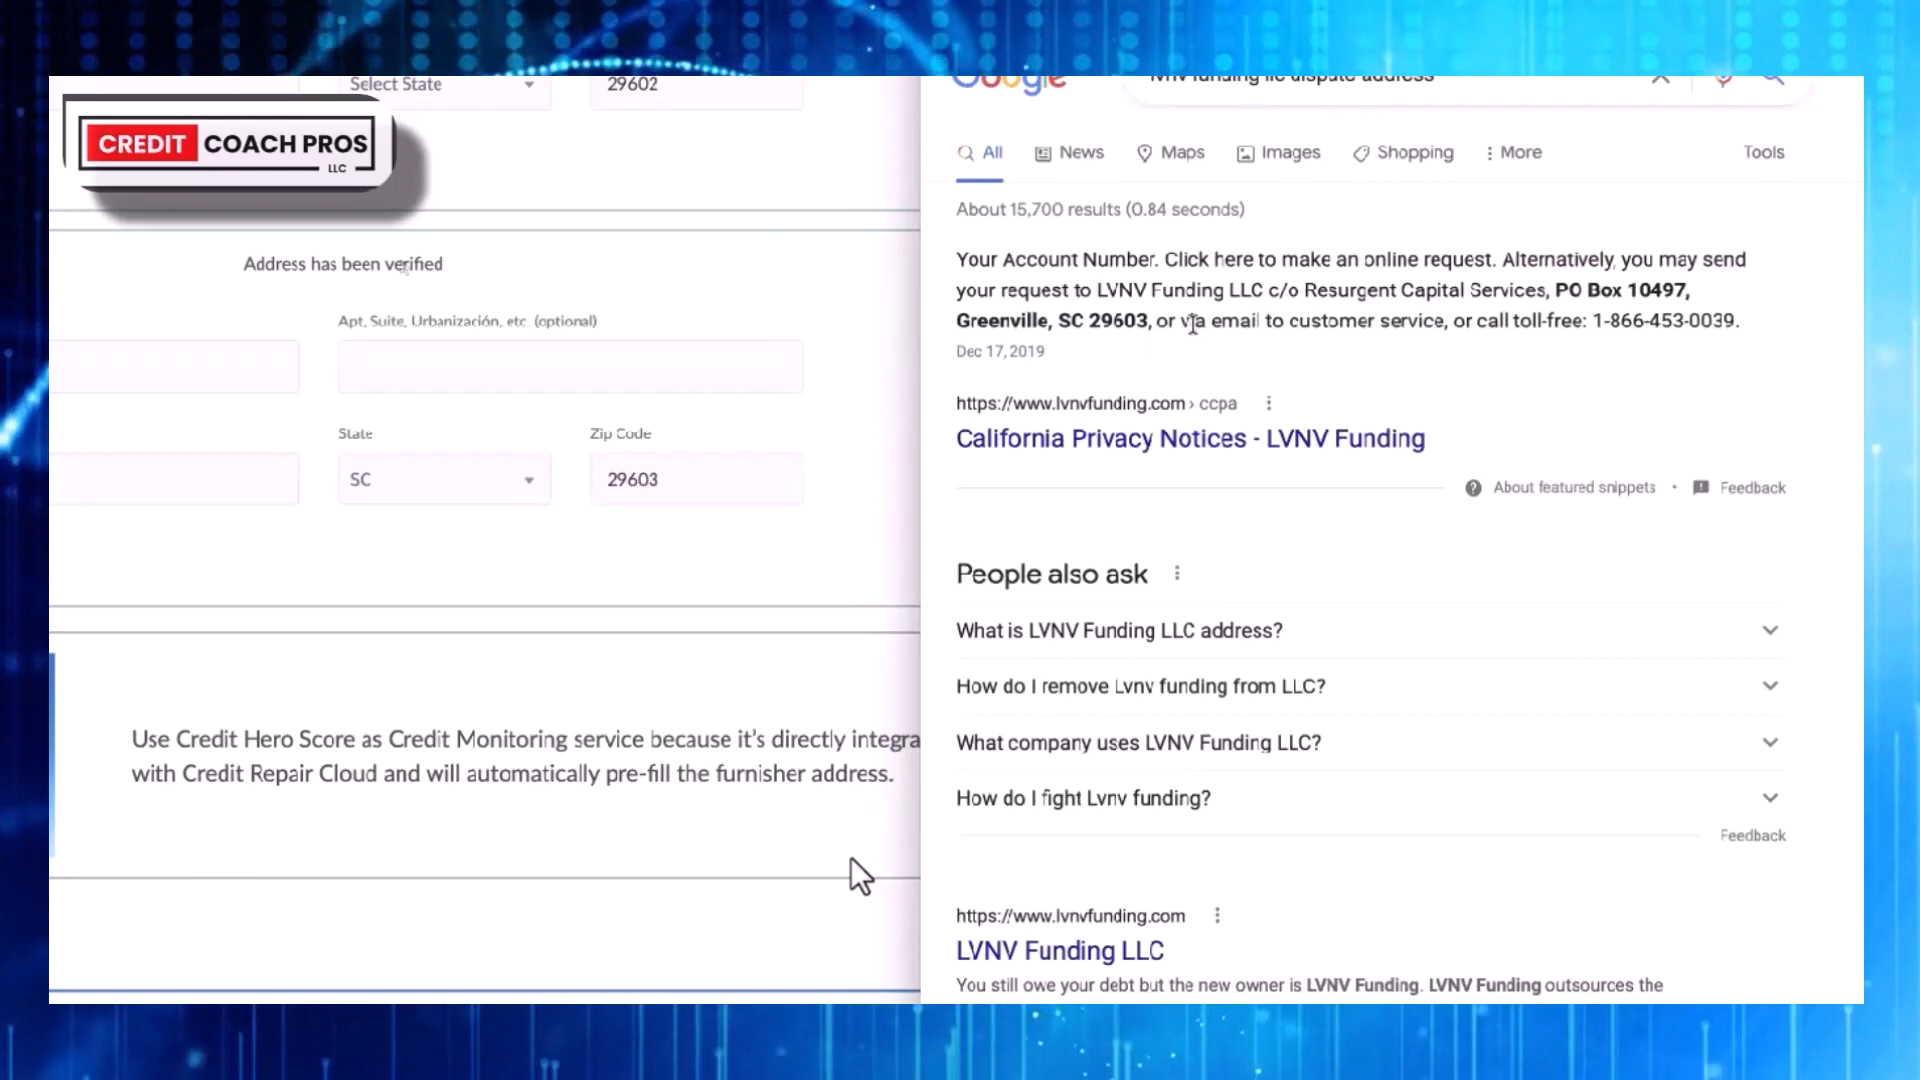 Select State
29602
CREDIT COACH PROS
LLC
Address has been verified
Apt, Suite, Urbanización, etc. (optional)
State
Zip Code
SC
29603
Use Credit Hero Score as Credit Monitoring service because it's directly integra
with Credit Repair Cloud and will automatically pre-fill the furnisher address.
Google
lvnv funding llc dispute address
All
News
Maps
Images
Shopping
More
Tools
About 15,700 results (0.84 seconds)
Your Account Number. Click here to make an online request. Alternatively, you may send
your request to LVNV Funding LLC c/o Resurgent Capital Services, PO Box 10497,
Greenville, SC 29603, or via email to customer service, or call toll-free: 1-866-453-0039.
Dec 17, 2019
https://www.lvnvfunding.com › ccpa
California Privacy Notices - LVNV Funding
About featured snippets • Feedback
People also ask
What is LVNV Funding LLC address?
How do I remove Lvnv funding from LLC?
What company uses LVNV Funding LLC?
How do I fight Lvnv funding?
Feedback
https://www.lvnvfunding.com
LVNV Funding LLC
You still owe your debt but the new owner is LVNV Funding. LVNV Funding outsources the